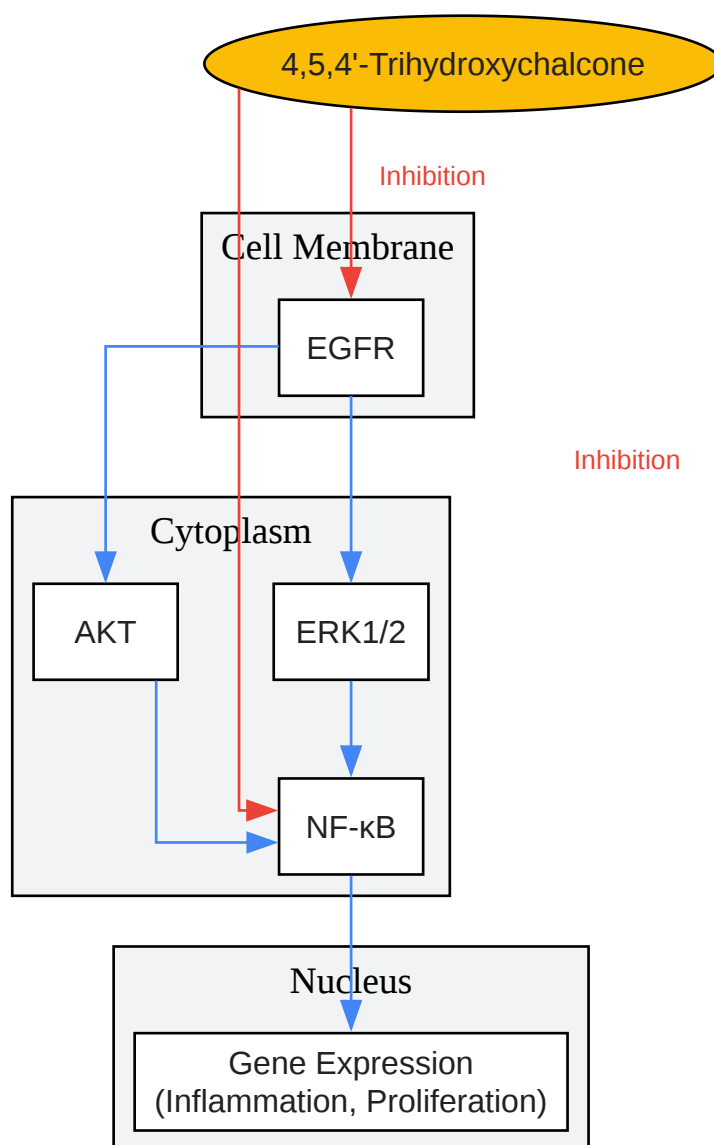 4,5,4'-Trihydroxychalcone
Inhibition
Cell Membrane
EGFR
Inhibition
Cytoplasm
AKT
ERK1/2
NF-κB
Nucleus
Gene Expression
(Inflammation, Proliferation)